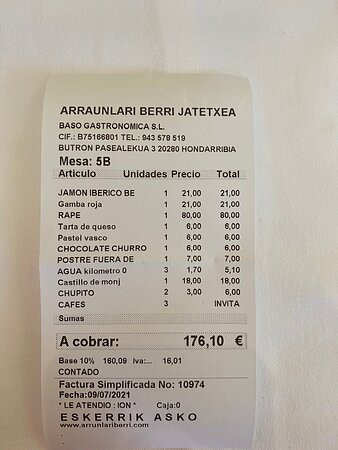 ARRAUNLARI BERRI JATETXEA
BASO GASTRONOMICA S.L.
CIF.: B75166801 TEL.: 943 578 519
BUTRON PASEALEKUA 3 20280 HONDARRIBIA
Mesa: 5B
Articulo Unidades Precio Total
JAMON IBERICO BE 1 21,00 21,00
Gamba roja 1 21,00 21,00
RAPE 1 80,00 80,00
Tarta de queso 1 6,00 6,00
Pastel vasco 1 6,00 6,00
CHOCOLATE CHURRO 1 6,00 6,00
POSTRE FUERA DE 1 7,00 7,00
AGUA kilometro 0 3 1,70 5,10
Castillo de monj 1 18,00 18,00
CHUPITO 2 3,00 6,00
CAFES 3 INVITA
Sumas
A cobrar: 176,10 €
Base 10% 160,09 Iva:... 16,01
CONTADO
Factura Simplificada No: 10974
Fecha:09/07/2021
* LE ATENDIO : ION * Caja:0
ESKERRIK ASKO
www.arraunlariberri.com